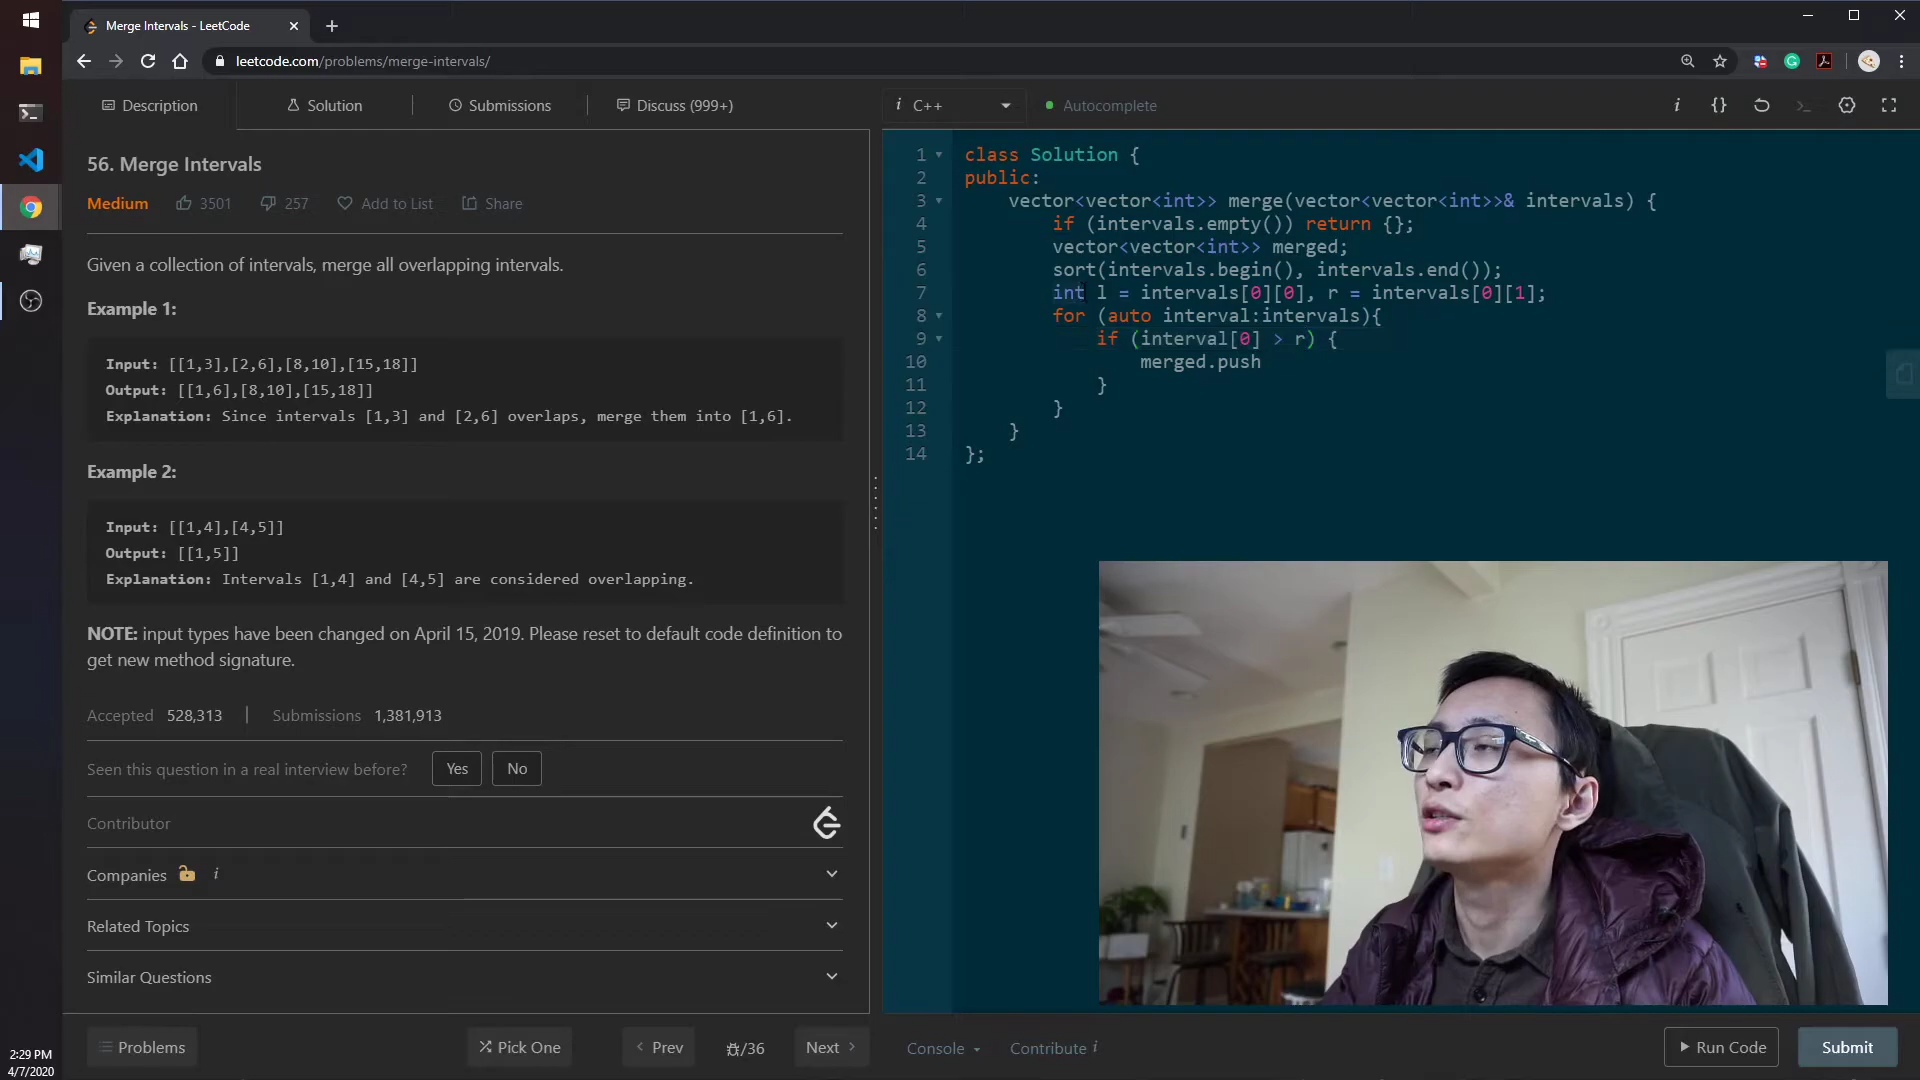 Merge Intervals - LeetCode
leetcode.com/problems/merge-intervals/
Description
Solution
Submissions
Discuss (999+)
i C++
Autocomplete
56. Merge Intervals
Medium 3501 257 Add to List Share
Given a collection of intervals, merge all overlapping intervals.
Example 1:
Input: [[1,3],[2,6],[8,10],[15,18]]
Output: [[1,6],[8,10],[15,18]]
Explanation: Since intervals [1,3] and [2,6] overlaps, merge them into [1,6].
Example 2:
Input: [[1,4],[4,5]]
Output: [[1,5]]
Explanation: Intervals [1,4] and [4,5] are considered overlapping.
NOTE: input types have been changed on April 15, 2019. Please reset to default code definition to
get new method signature.
Accepted 528,313 | Submissions 1,381,913
Seen this question in a real interview before? Yes No
Contributor
Companies i
Related Topics
Similar Questions
Problems
Pick One
Prev
/36
Next
1 class Solution {
2 public:
3 vector<vector<int>> merge(vector<vector<int>>& intervals) {
4 if (intervals.empty()) return {};
5 vector<vector<int>> merged;
6 sort(intervals.begin(), intervals.end());
7 int l = intervals[0][0], r = intervals[0][1];
8 for (auto interval:intervals){
9 if (interval[0] > r) {
10 merged.push
11 }
12 }
13 }
14 };
Console
Contribute i
Run Code
Submit
2:29 PM
4/7/2020